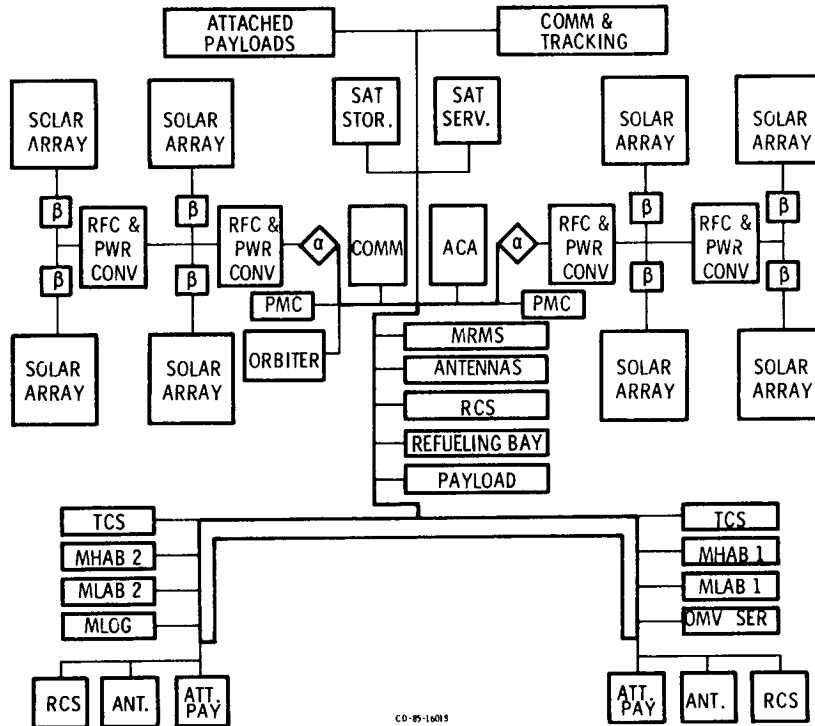 ATTACHED
PAYLOADS
COMM &
TRACKING
SAT
STOR.
SAT
SERV.
SOLAR
ARRAY
SOLAR
ARRAY
SOLAR
ARRAY
SOLAR
ARRAY
β
β
β
β
RFC &
PWR
CONV
RFC &
PWR
CONV
α
COMM
ACA
α
RFC &
PWR
CONV
RFC &
PWR
CONV
β
β
β
β
PMC
PMC
SOLAR
ARRAY
SOLAR
ARRAY
ORBITER
SOLAR
ARRAY
SOLAR
ARRAY
MRMS
ANTENNAS
RCS
REFUELING BAY
PAYLOAD
TCS
MHAB 2
MLAB 2
MLOG
TCS
MHAB 1
MLAB 1
OMV SER
RCS
ANT.
ATT.
PAY
ATT.
PAY
ANT.
RCS
CD-85-16013